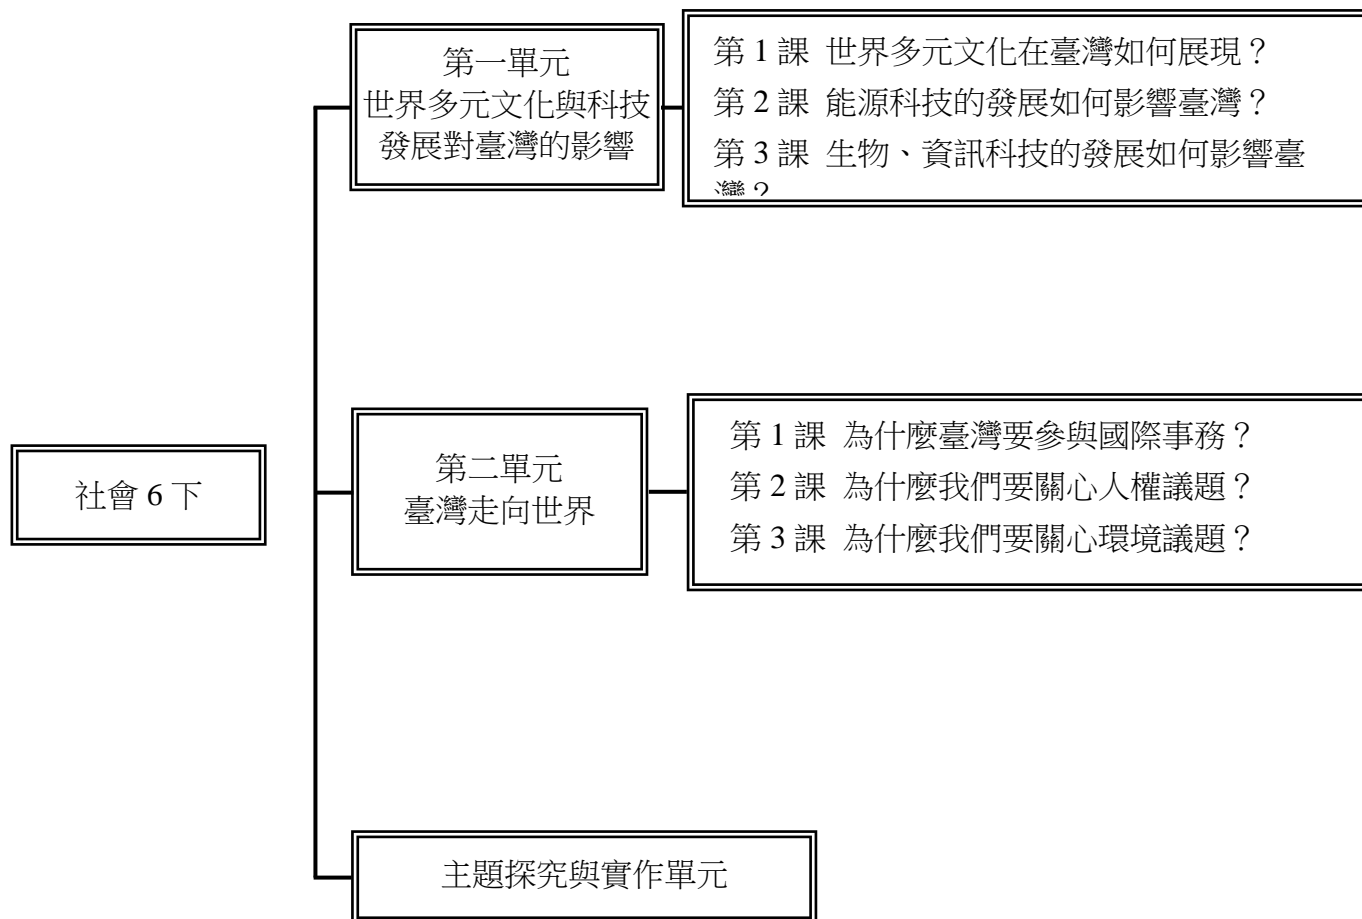 社會 6 下
第一單元
世界多元文化與科技
發展對臺灣的影響
第 1 課 世界多元文化在臺灣如何展現？
第 2 課 能源科技的發展如何影響臺灣？
第 3 課 生物、資訊科技的發展如何影響臺
灣？
第二單元
臺灣走向世界
第 1 課 為什麼臺灣要參與國際事務？
第 2 課 為什麼我們要關心人權議題？
第 3 課 為什麼我們要關心環境議題？
主題探究與實作單元